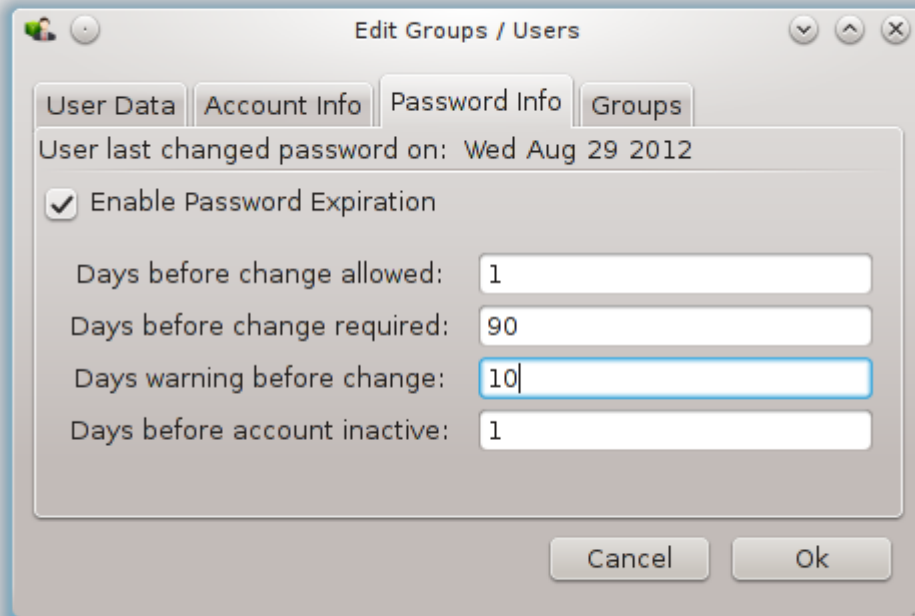 Edit Groups / Users
User Data Account Info Password Info Groups
User last changed password on: Wed Aug 29 2012
Enable Password Expiration
Days before change allowed: 1
Days before change required: 90
Days warning before change: 10
Days before account inactive: 1
Cancel Ok